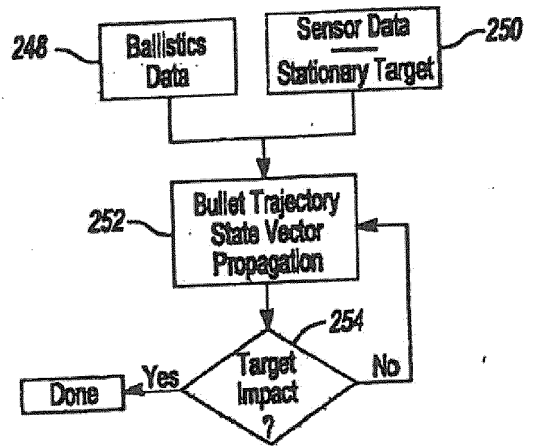 248
Ballistics
Data
Sensor Data
Stationary Target
250
252
Bullet Trajectory
State Vector
Propagation
254
Target
Impact
?
Yes
No
Done